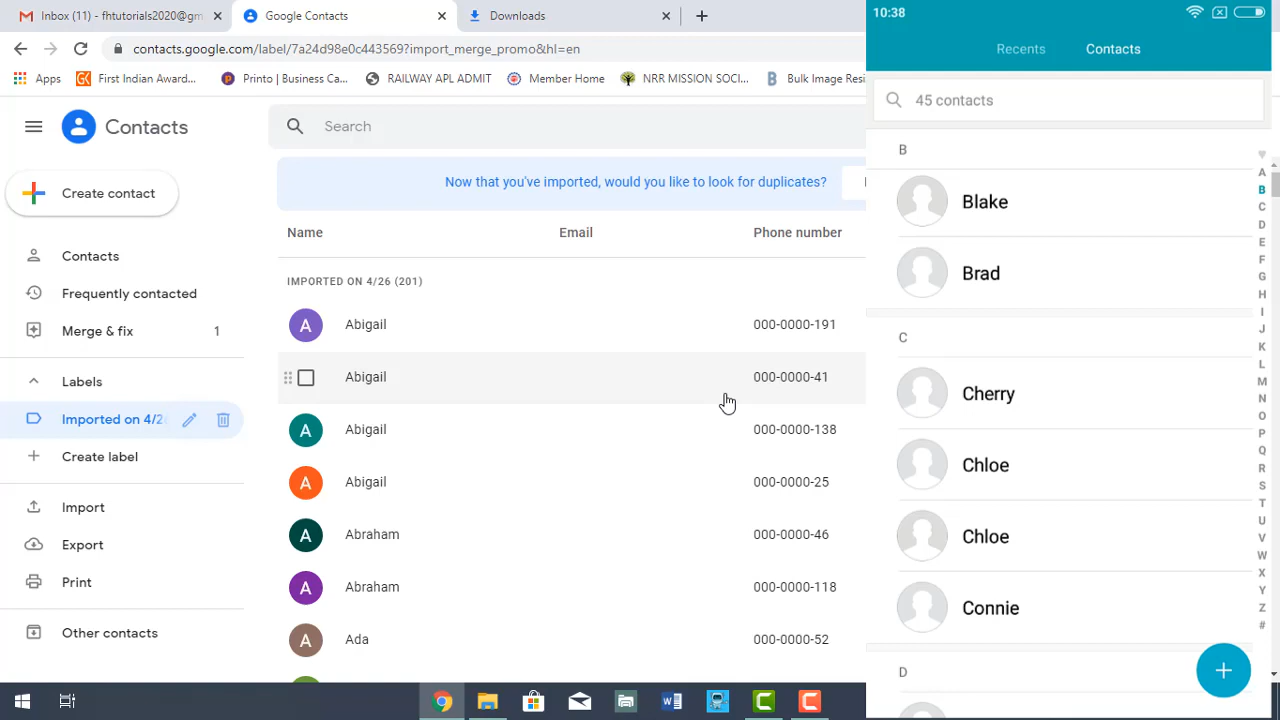 Inbox (11) - fhtutorials2020@gm
Google Contacts
Downloads
contacts.google.com/label/7a24d98e0c443569?import_merge_promo&hl=en
Apps
First Indian Awar...
Printo | Business Ca...
RAILWAY APL ADMIT
Member Home
NRR MISSION SOCI...
Bulk Image Resi
Contacts
Search
Create contact
Now that you've imported, would you like to look for duplicates?
Name
Email
Phone number
Contacts
Frequently contacted
Merge & fix
1
Labels
Imported on 4/2
Create label
Import
Export
Print
Other contacts
IMPORTED ON 4/26 (201)
A
Abigail
000-0000-191
Abigail
000-0000-41
A
Abigail
000-0000-138
A
Abigail
000-0000-25
A
Abraham
000-0000-46
A
Abraham
000-0000-118
A
Ada
000-0000-52
10:38
Recents
Contacts
45 contacts
B
Blake
Brad
C
Cherry
Chloe
Chloe
Connie
D
A
B
C
D
E
F
G
H
I
J
K
L
M
N
O
P
Q
R
S
T
U
V
W
X
Y
Z
#